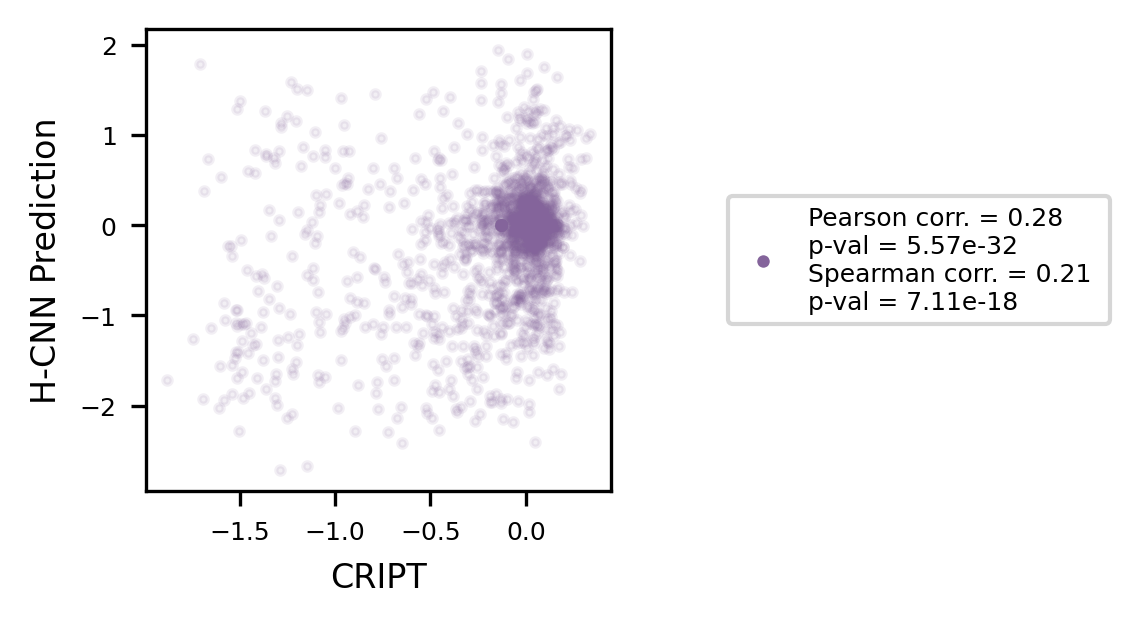 2
1
0
−1
−2
H-CNN Prediction
−1.5
−1.0
−0.5
0.0
CRIPT
Pearson corr. = 0.28
p-val = 5.57e-32
Spearman corr. = 0.21
p-val = 7.11e-18